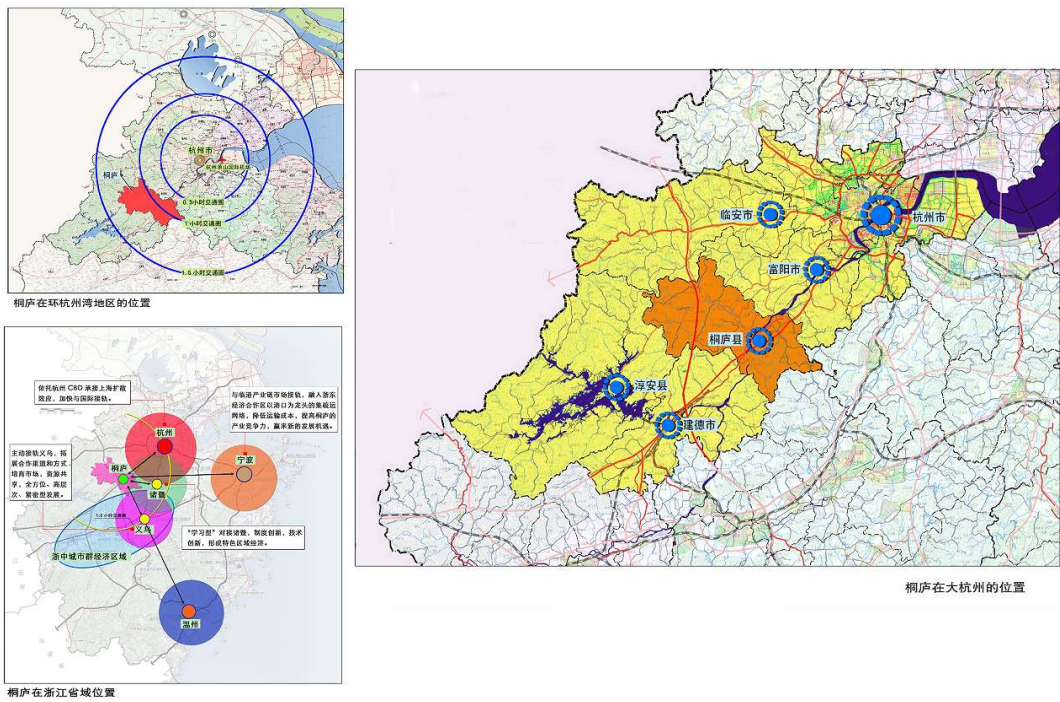 杭州市
杭州萧山国际机场
桐庐
0.5小时交通圈
1小时交通圈
1.5小时交通圈
桐庐在环杭州湾地区的位置
临安市
杭州市
富阳市
桐庐县
淳安县
建德市
桐庐在大杭州的位置
依托杭州 CBD 承接上海扩散
效应，加快与国际接轨。
与临港产业链市场接轨，融入浙东
经济合作区以港口为龙头的集疏运
网络，降低运输成本，提高桐庐的
产业竞争力，赢来新的发展机遇。
主动接轨义乌，拓
展合作渠道和方式，
培育市场，资源共
享，全方位、高层
次、紧密型发展。
杭州
宁波
桐庐
诸暨
义乌
"学习型"对接诸暨，制度创新，技术
创新，形成特色区域经济。
浙中城市群经济区域
温州
桐庐在浙江省域位置